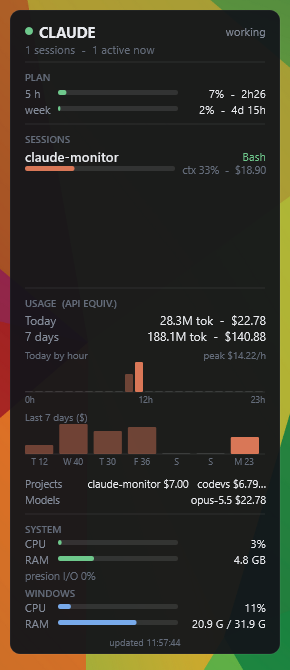 CLAUDE working
1 sessions - 1 active now
PLAN
5 h 7% - 2h26
week 2% - 4d 15h
SESSIONS
claude-monitor Bash
ctx 33% - $18.90
USAGE (API EQUIV.)
Today 28.3M tok - $22.78
7 days 188.1M tok - $140.88
Today by hour peak $14.22/h
0h 12h 23h
Last 7 days ($)
T 12 W 40 T 30 F 36 S S M 23
Projects claude-monitor $7.00 codevs $6.79...
Models opus-5.5 $22.78
SYSTEM
CPU 3%
RAM 4.8 GB
presion I/O 0%
WINDOWS
CPU 11%
RAM 20.9 G / 31.9 G
updated 11:57:44